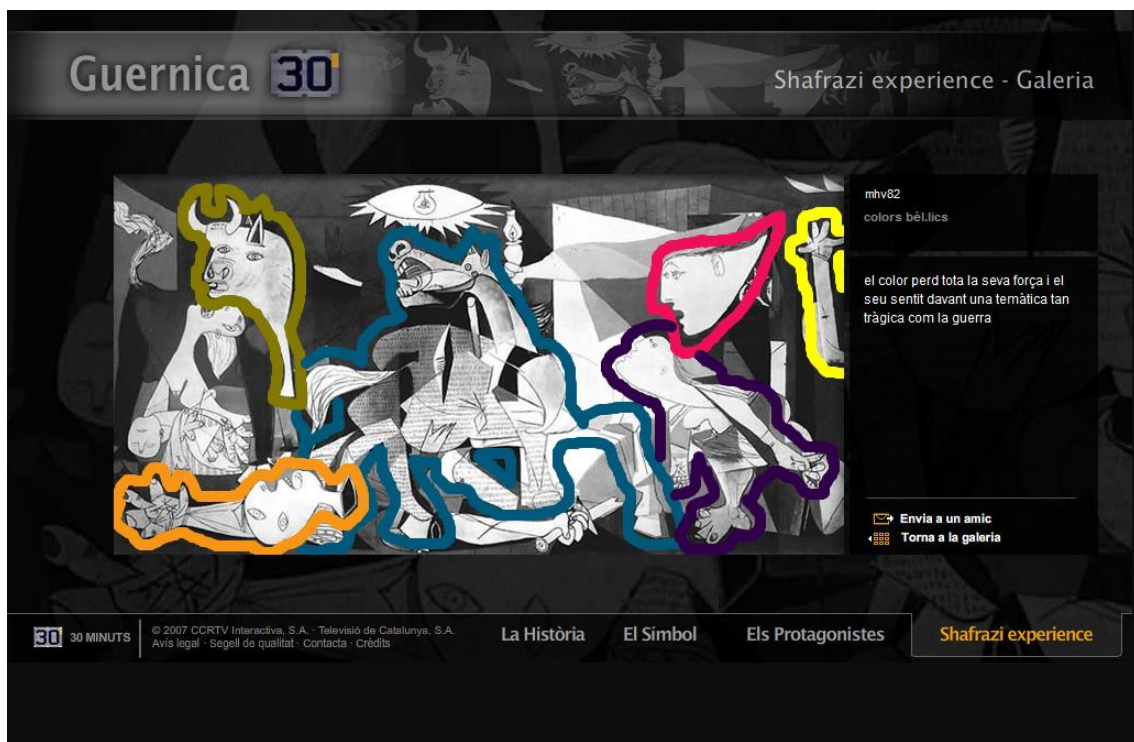 Guernica 30'
Shafrazi experience - Galeria
mhv82
colors bèl.lics
el color perd tota la seva força i el
seu sentit davant una temàtica tan
tràgica com la guerra
Envia a un amic
Torna a la galeria
30' 30 MINUTS
© 2007 CCRTV Interactiva, S.A. · Televisió de Catalunya, S.A.
Avís legal · Segell de qualitat · Contacta · Crèdits
La Història
El Símbol
Els Protagonistes
Shafrazi experience